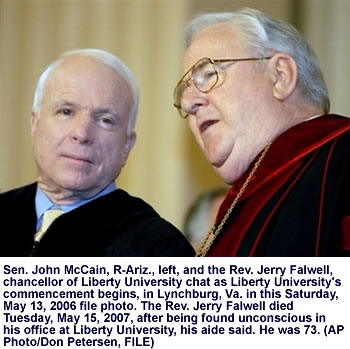 Sen. John McCain, R-Ariz., left, and the Rev. Jerry Falwell,
chancellor of Liberty University chat as Liberty University's
commencement begins, in Lynchburg, Va. in this Saturday,
May 13, 2006 file photo. The Rev. Jerry Falwell died
Tuesday, May 15, 2007, after being found unconscious in
his office at Liberty University, his aide said. He was 73. (AP
Photo/Don Petersen, FILE)